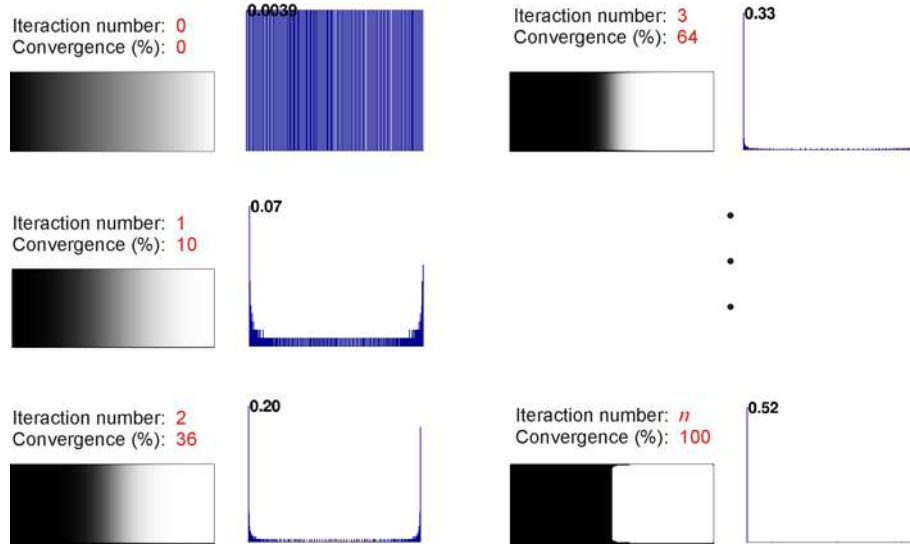 Iteraction number: 0
Convergence (%): 0
0.0039
Iteraction number: 1
Convergence (%): 10
0.07
Iteraction number: 2
Convergence (%): 36
0.20
Iteraction number: 3
Convergence (%): 64
0.33
Iteraction number: n
Convergence (%): 100
0.52